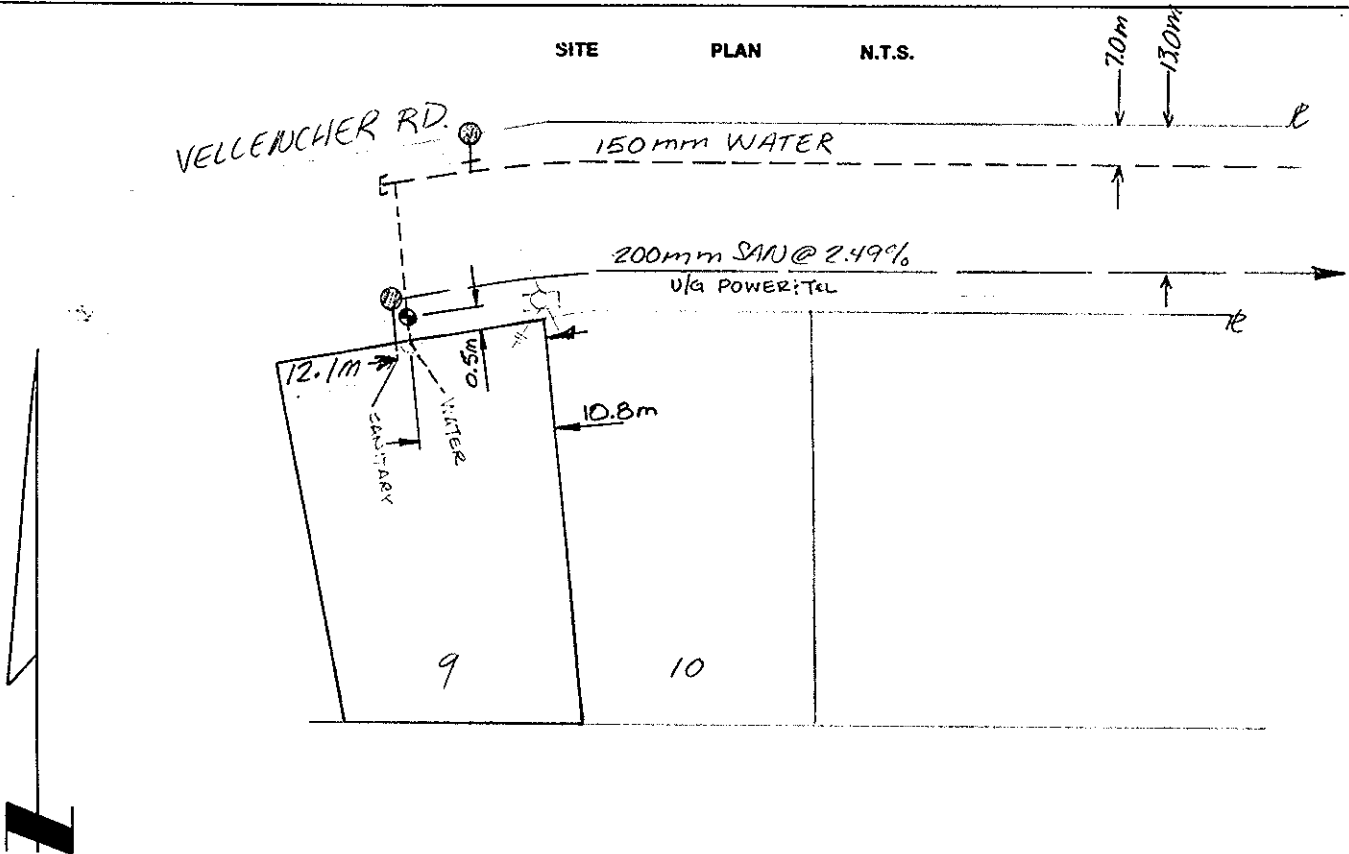 SITE PLAN N.T.S.
7.0m
13.0m
VELLENCHER RD.
150mm WATER
200mm SAN @ 2.49%
U/G POWER; TEL
12.1m
0.5m
10.8m
SANITARY
WATER
9
10